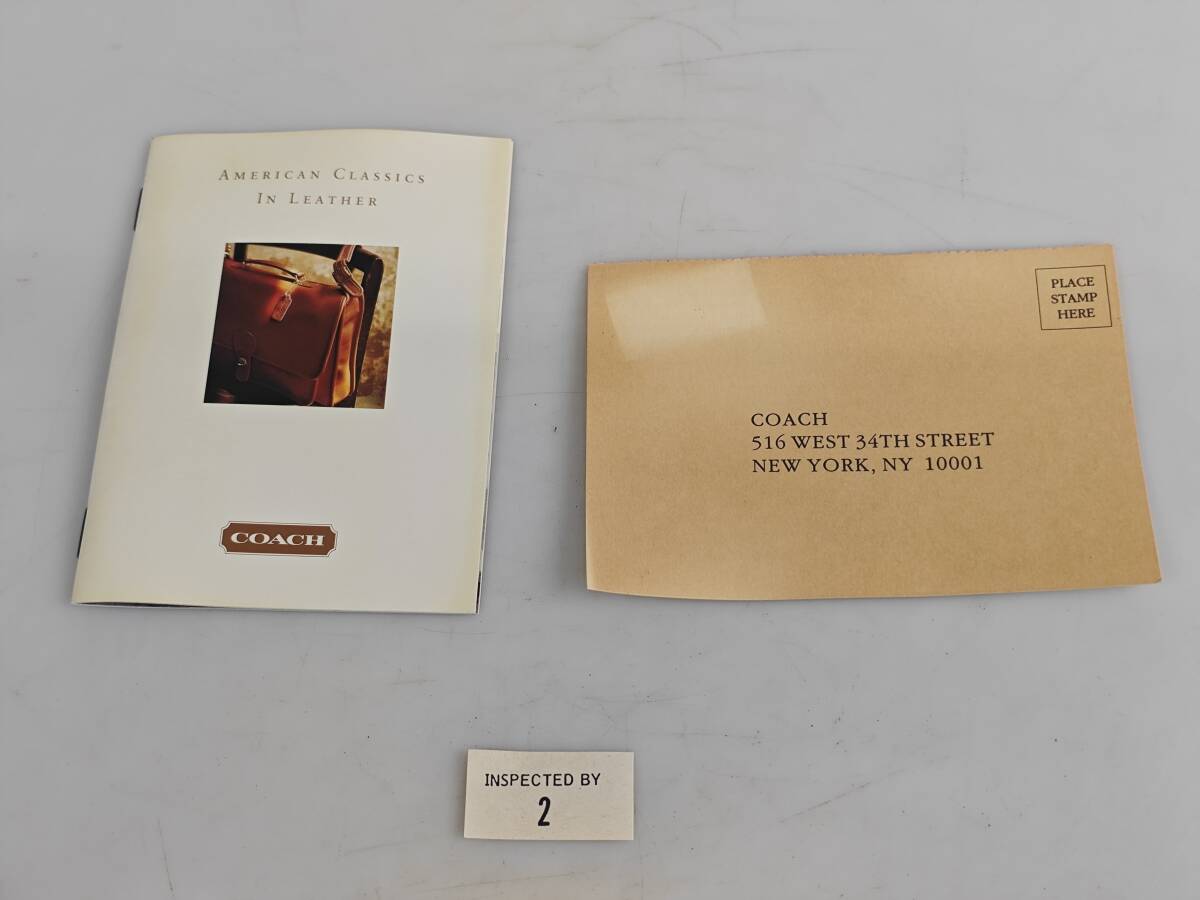 AMERICAN CLASSICS
IN LEATHER
COACH
PLACE
STAMP
HERE
COACH
516 WEST 34TH STREET
NEW YORK, NY 10001
INSPECTED BY
2